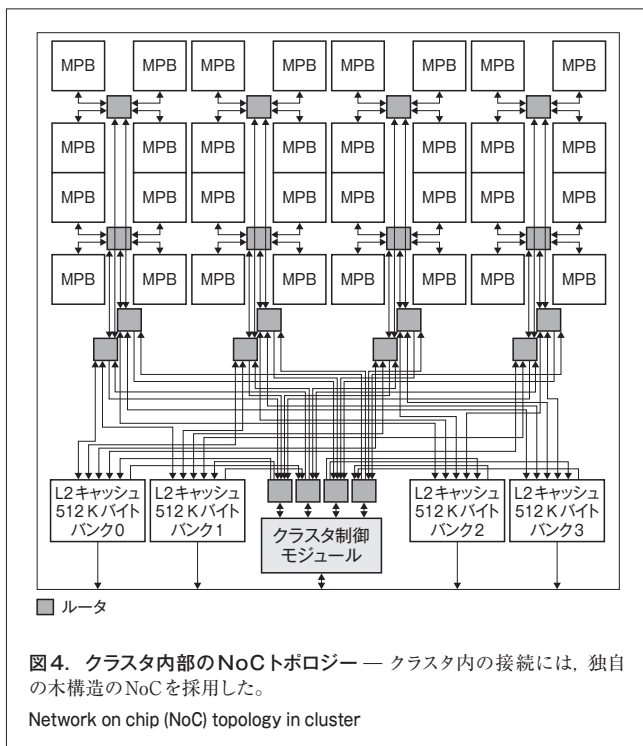 MPB MPB MPB MPB MPB MPB MPB MPB
MPB MPB MPB MPB MPB MPB MPB MPB
MPB MPB MPB MPB MPB MPB MPB MPB
MPB MPB MPB MPB MPB MPB MPB MPB
L2キャッシュ
512 Kバイト
バンク0
L2キャッシュ
512 Kバイト
バンク1
クラスタ制御
モジュール
L2キャッシュ
512 Kバイト
バンク2
L2キャッシュ
512 Kバイト
バンク3
ルータ
図4. クラスタ内部のNoCトポロジー — クラスタ内の接続には,独自
の木構造のNoCを採用した。
Network on chip (NoC) topology in cluster